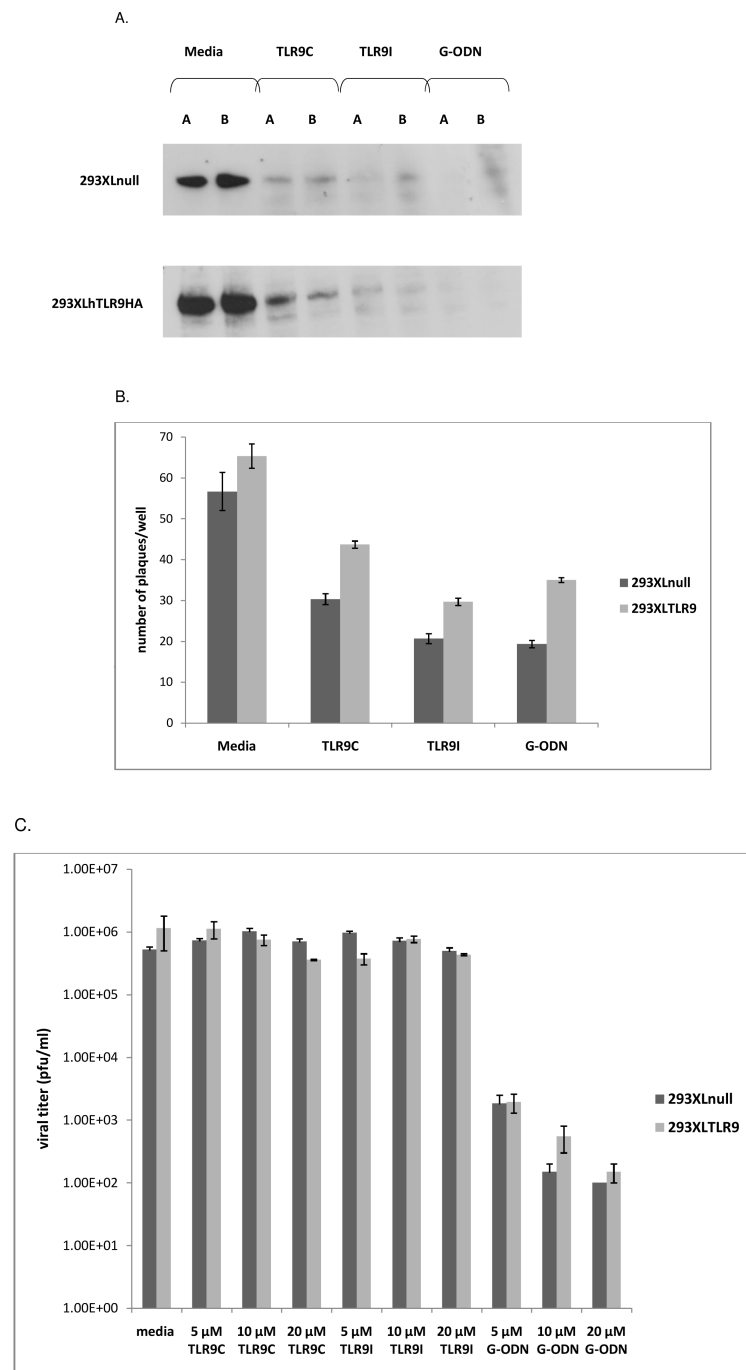 A.
Media TLR9C TLR9I G-ODN
A B A B A B A B
293XLnull
293XLhTLR9HA
B.
70
60
50
40
30
20
10
0
number of plaques/well
Media TLR9C TLR9I G-ODN
293XLnull
293XLTLR9
C.
1.00E+07
1.00E+06
1.00E+05
1.00E+04
1.00E+03
1.00E+02
1.00E+01
1.00E+00
viral titer (pfu/ml)
media 5 µM 10 µM 20 µM 5 µM 10 µM 20 µM 5 µM 10 µM 20 µM
TLR9C TLR9C TLR9C TLR9I TLR9I TLR9I G-ODN G-ODN G-ODN
293XLnull
293XLTLR9